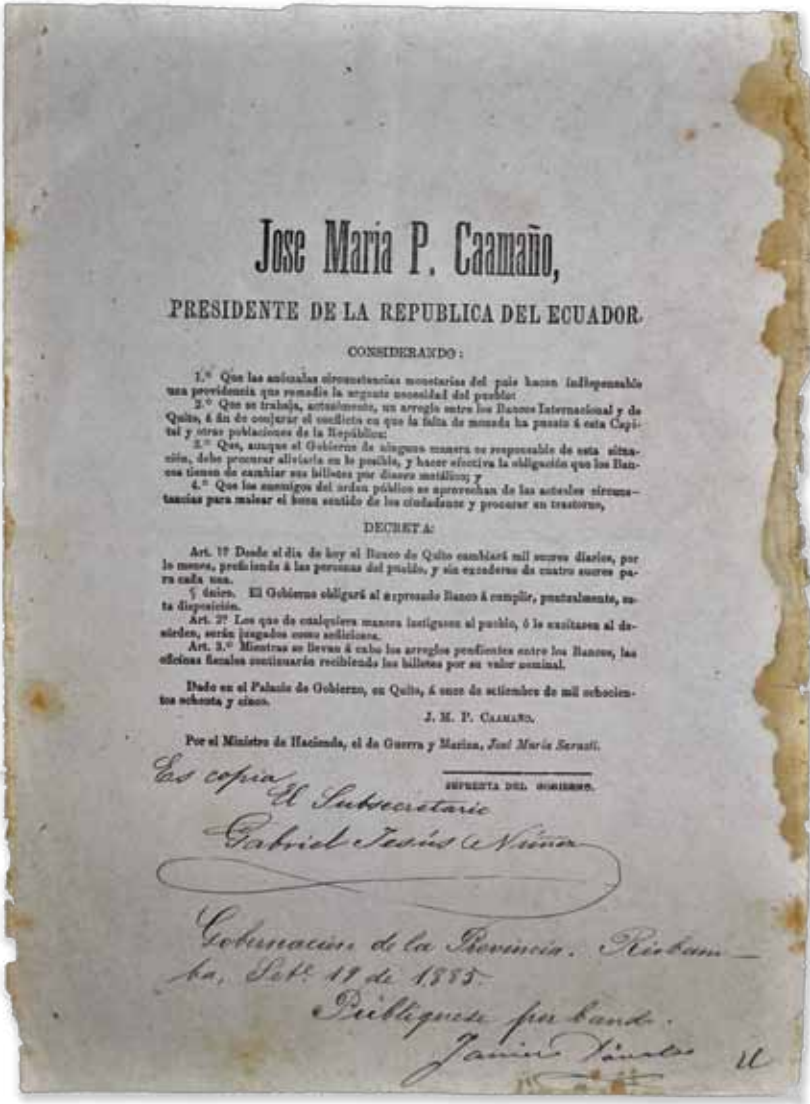 Jose Maria P. Caamaño,
PRESIDENTE DE LA REPUBLICA DEL ECUADOR.
CONSIDERANDO:
1.º Que las anómalas circunstancias monetarias del pais hacen indispensable
una providencia que remedie la urgente necesidad del pueblo:
2.º Que se trabaja, actualmente, un arreglo entre los Bancos Internacional y de
Quito, á fin de conjurar el conflicto en que la falta de moneda ha puesto á esta Capi-
tal y otras poblaciones de la República:
3.º Que, aunque el Gobierno de ninguna manera es responsable de esta situa-
ción, debe procurar aliviarla en lo posible, y hacer efectiva la obligación que los Ban-
cos tienen de cambiar sus billetes por dinero metálico; y
4.º Que los enemigos del orden público se aprovechan de las actuales circuns-
tancias para malear el buen sentido de los ciudadanos y procurar un trastorno,
DECRETA:
Art. 1º Desde el dia de hoy el Banco de Quito cambiará mil sucres diarios, por
lo menos, prefiriendo á las personas del pueblo, y sin excederse de cuatro sucres pa-
ra cada una.
§ único. El Gobierno obligará al expresado Banco á cumplir, puntualmente, es-
ta disposición.
Art. 2º Los que de cualquiera manera instiguen al pueblo, ó le excitaren al de-
sórden, serán juzgados como sediciosos.
Art. 3.º Mientras se llevan á cabo los arreglos pendientes entre los Bancos, las
oficinas fiscales continuarán recibiendo los billetes por su valor nominal.
Dado en el Palacio de Gobierno, en Quito, á once de setiembre de mil ochocien-
tos ochenta y cinco.
J. M. P. CAAMAÑO.
Por el Ministro de Hacienda, el de Guerra y Marina, José María Sarasti.
IMPRENTA DEL GOBIERNO.
Es copia
El Subsecretario
Gabriel Jesús Núñez
Gobernación de la Provincia. Riobam-
ba, Sete. 19 de 1885.
Publíquese por bando.